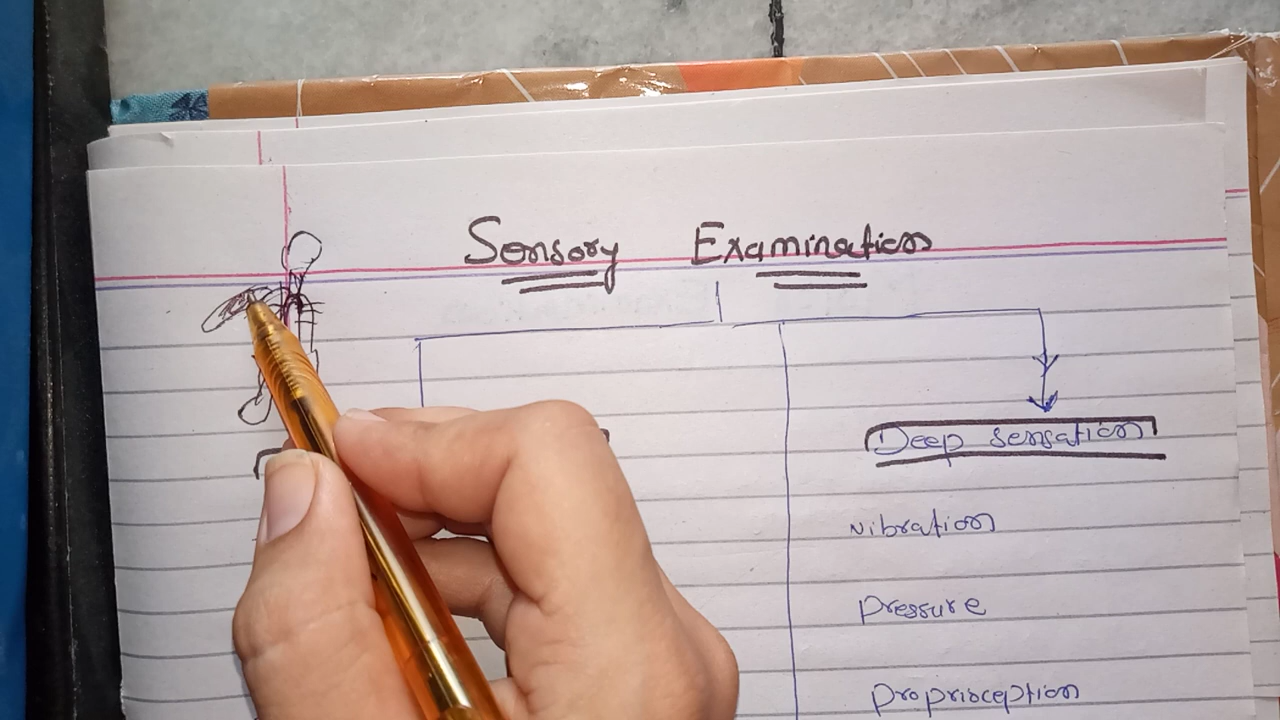 Sensory Examination
Deep sensation
Vibration
Pressure
Proprioception